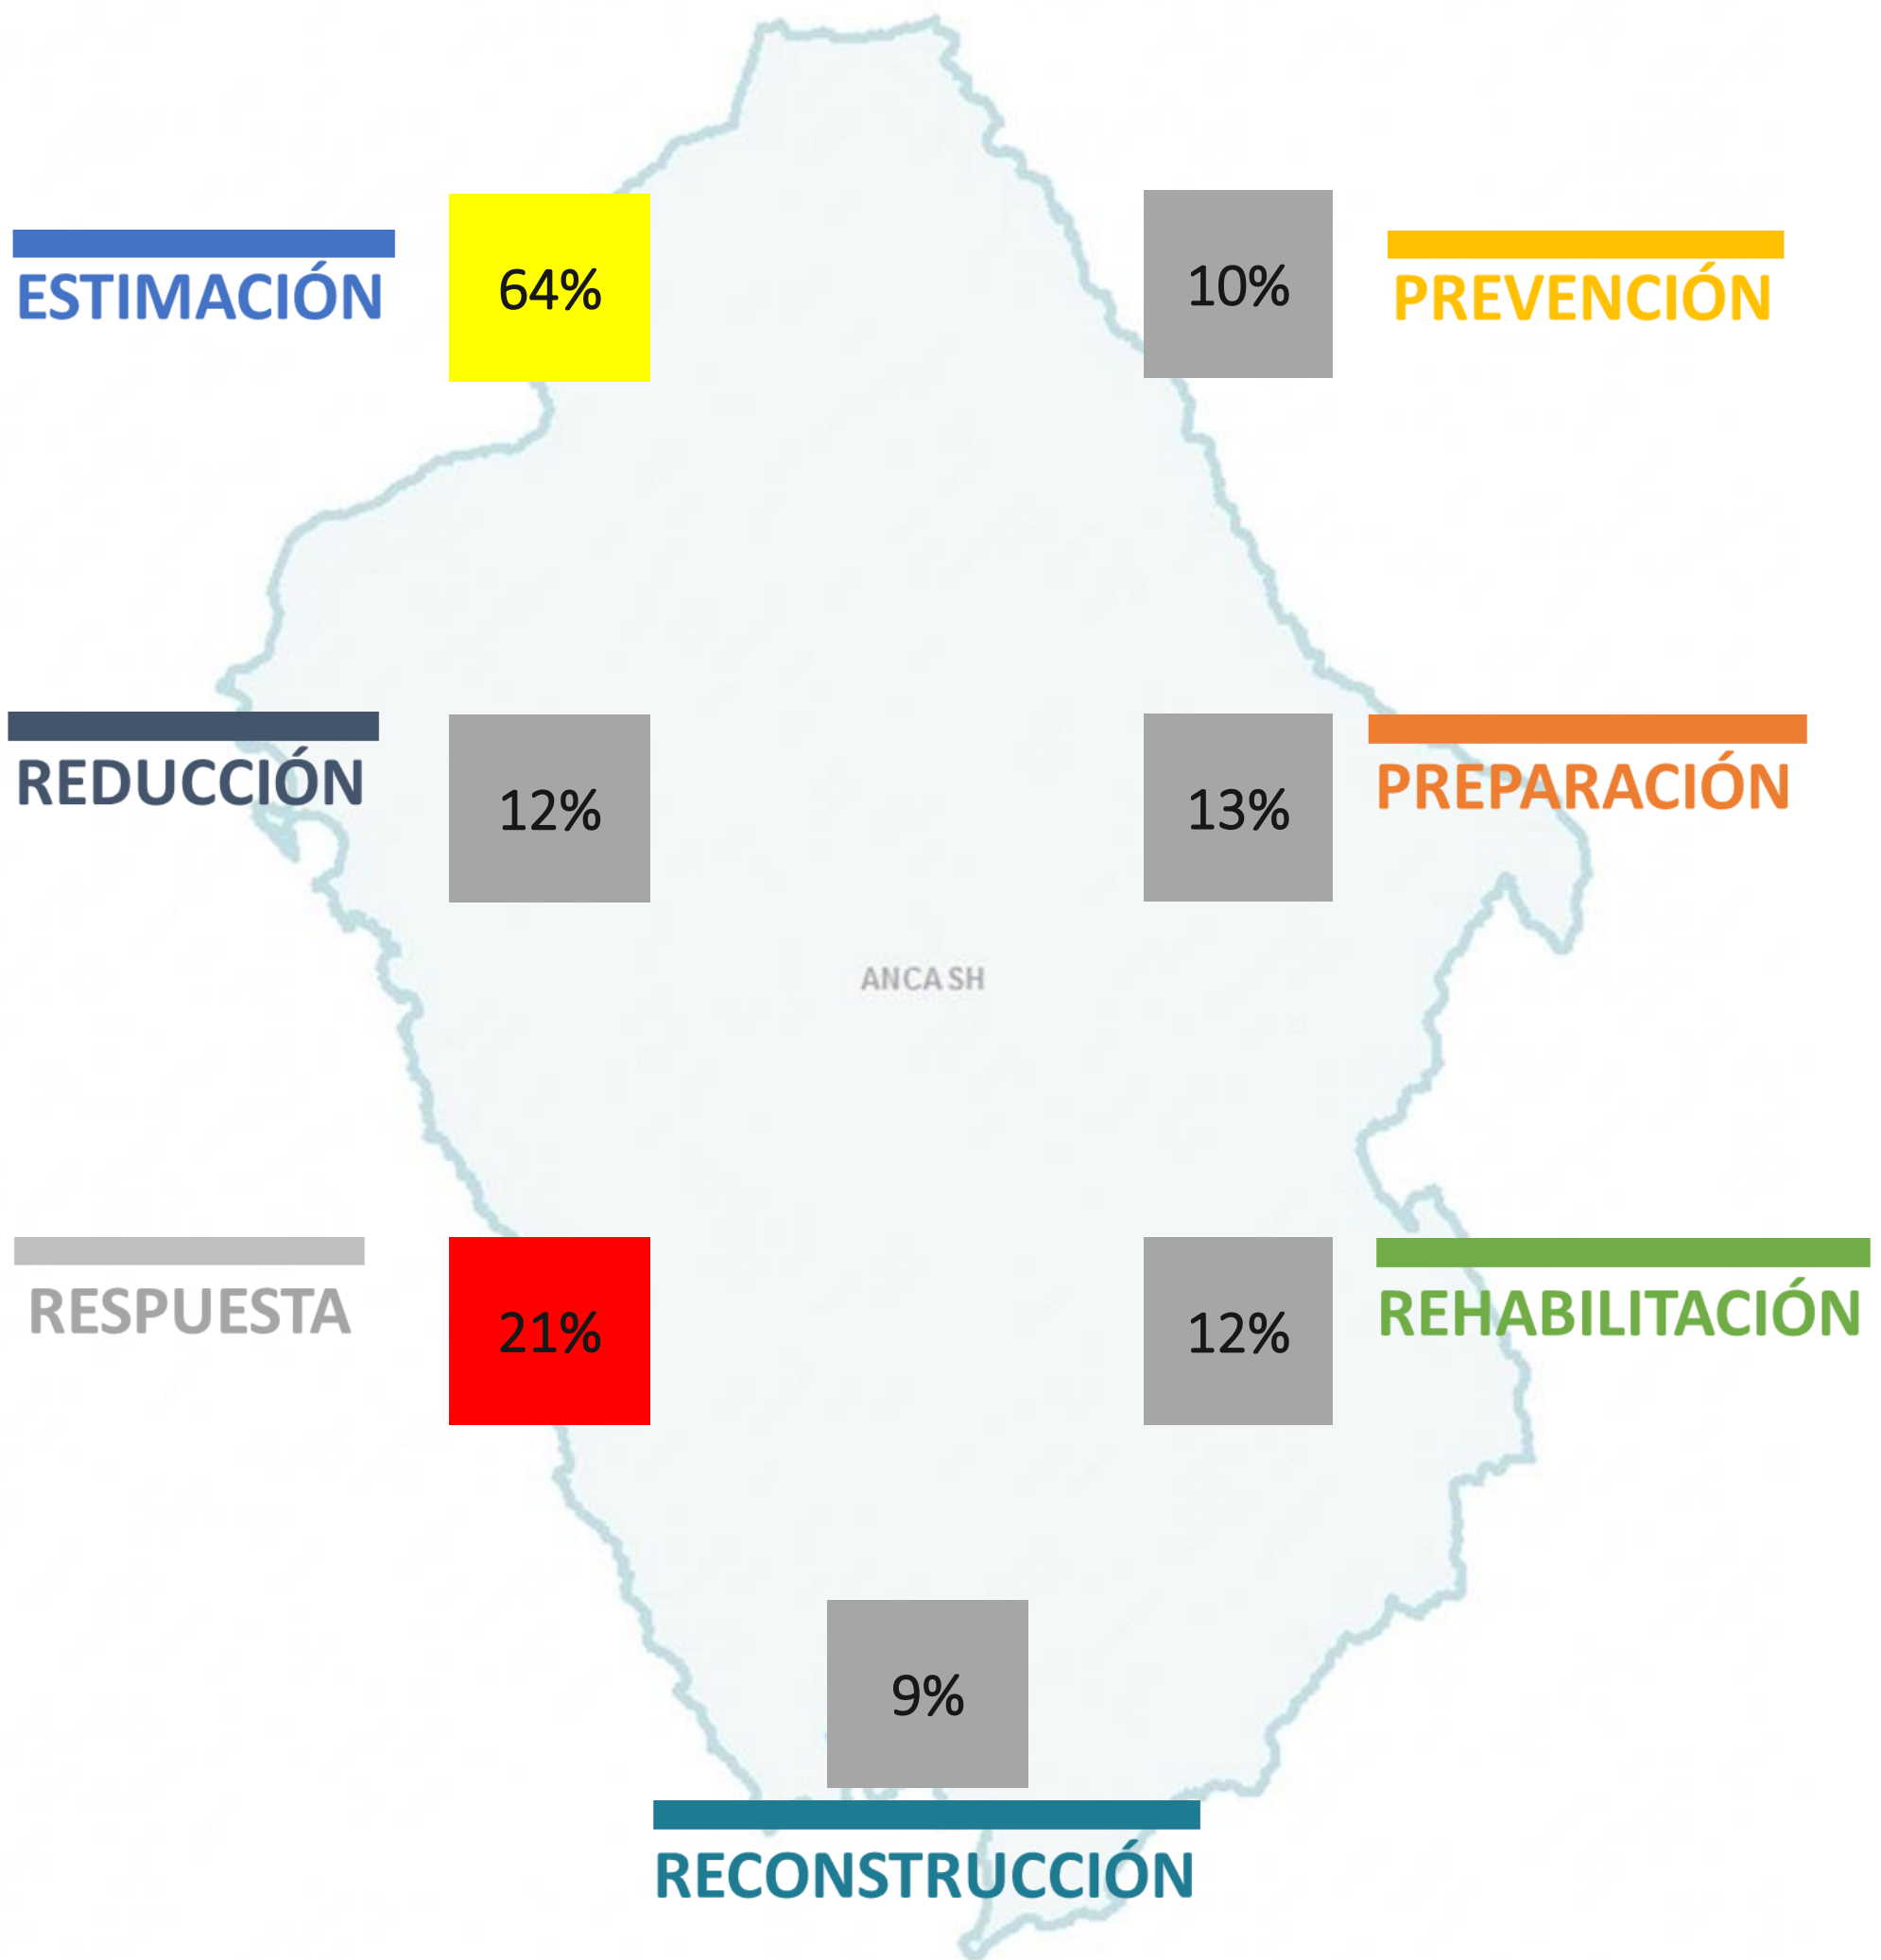 ESTIMACIÓN
64%
10%
PREVENCIÓN
REDUCCIÓN
12%
13%
PREPARACIÓN
ANCASH
RESPUESTA
21%
12%
REHABILITACIÓN
9%
RECONSTRUCCIÓN